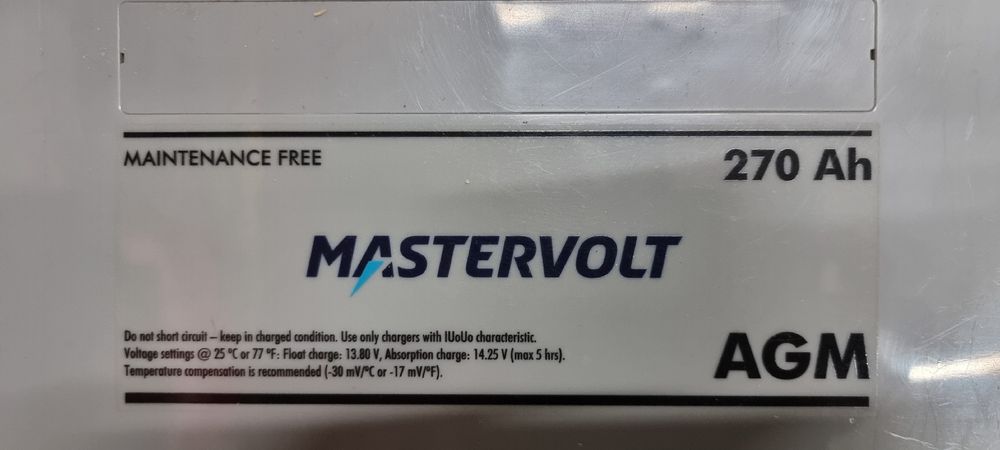 MAINTENANCE FREE
270 Ah
MASTERVOLT
Do not short circuit – keep in charged condition. Use only chargers with IUoUo characteristic.
Voltage settings @ 25 °C or 77 °F: Float charge: 13.80 V, Absorption charge: 14.25 V (max 5 hrs).
Temperature compensation is recommended (-30 mV/°C or -17 mV/°F).
AGM